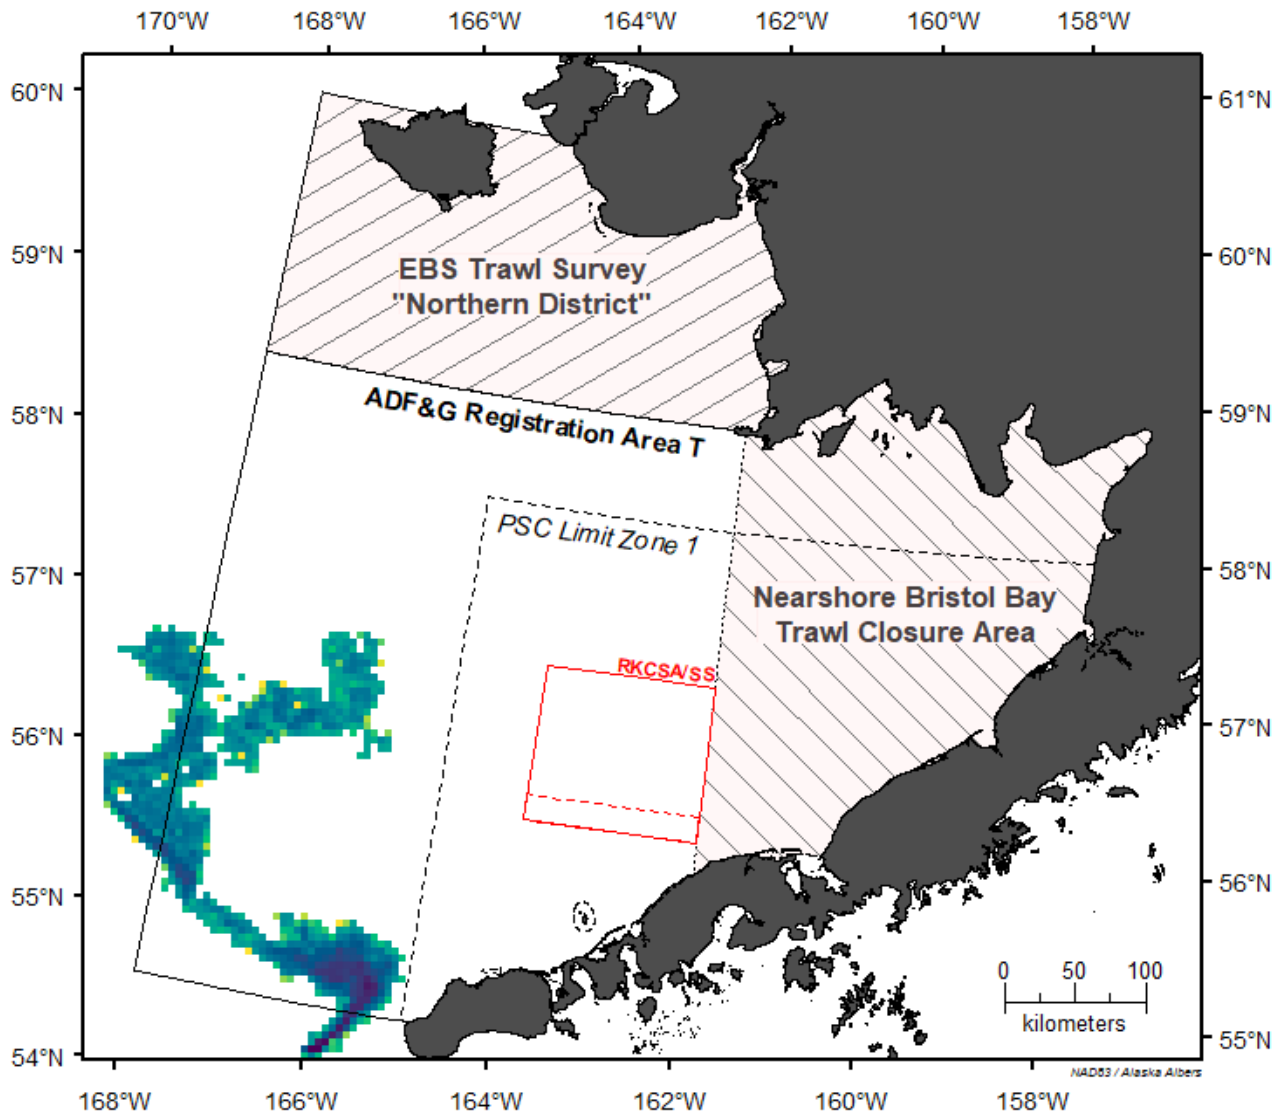 170°W 168°W 166°W 164°W 162°W 160°W 158°W
60°N
61°N
EBS Trawl Survey
"Northern District"
59°N
60°N
ADF&G Registration Area T
58°N
59°N
PSC Limit Zone 1
57°N
58°N
Nearshore Bristol Bay
Trawl Closure Area
RKCSA/SS
56°N
57°N
55°N
56°N
0 50 100
kilometers
54°N
55°N
NAD83 / Alaska Albers
168°W 166°W 164°W 162°W 160°W 158°W